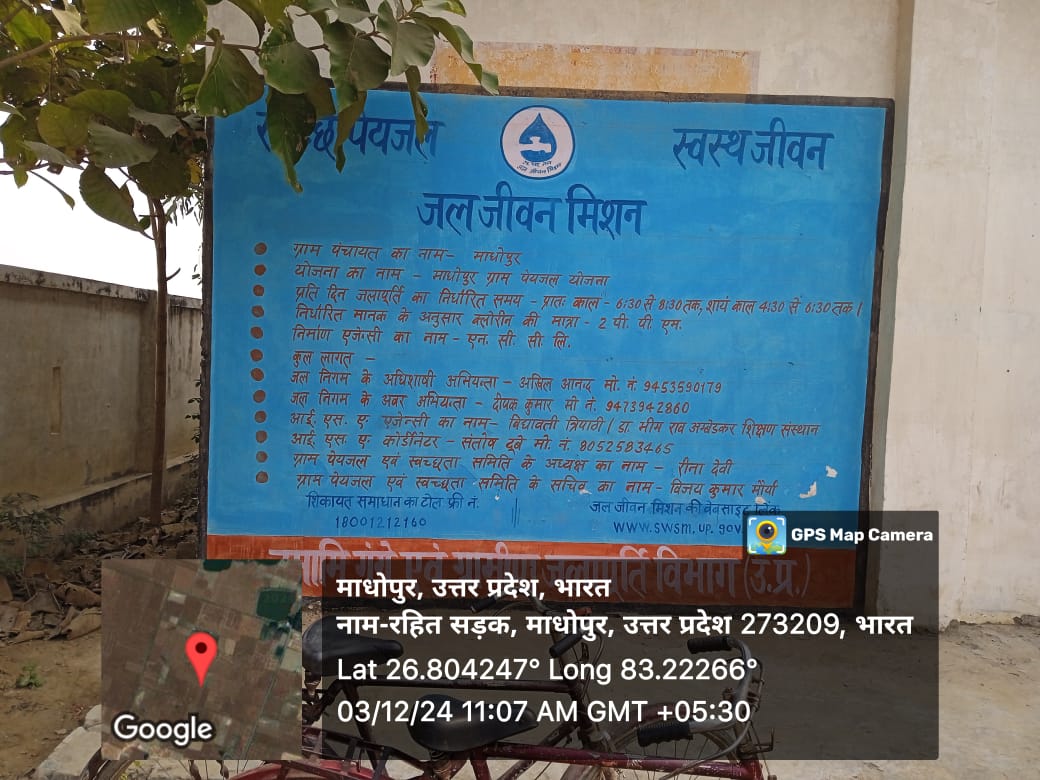 पेयजल
स्वस्थ जीवन
जल जीवन मिशन
ग्राम पंचायत का नाम- माधोपुर
योजना का नाम - माधोपुर ग्राम पेयजल योजना
प्रति दिन जलापूर्ति का निर्धारित समय - प्रातः काल - 6:30 से 8:30 तक, शायं काल 4:30 से 6:30 तक।
निर्धारित मानक के अनुसार क्लोरीन की मात्रा - 2 पी. पी. एम.
निर्माण एजेन्सी का नाम - एन. सी. सी. लि.
कुल लागत -
जल निगम के अधिशाषी अभियन्ता - अखिल आनन्द मो. नं. 9453590179
जल निगम के अवर अभियन्ता - दीपक कुमार मो नं. 9473942860
आई. एस. ए. एजेन्सी का नाम- विद्यावती त्रिपाठी / डा. भीम राव अम्बेडकर शिक्षण संस्थान
आई. एस. ए. कोर्डीनेटर - संतोष दूबे मो. नं. 8052583465
ग्राम पेयजल एवं स्वच्छता समिति के अध्यक्ष का नाम - रीना देवी
ग्राम पेयजल एवं स्वच्छता समिति के सचिव का नाम - विजय कुमार मौर्या
शिकायत समाधान का टोल फ्री नं.
18001212160
जल जीवन मिशन की वेबसाइट लिंक
www.swsm.up.gov
नमामि गंगे एवं ग्रामीण जलापूर्ति विभाग (उ.प्र.)
GPS Map Camera
माधोपुर, उत्तर प्रदेश, भारत
नाम-रहित सड़क, माधोपुर, उत्तर प्रदेश 273209, भारत
Lat 26.804247° Long 83.22266°
03/12/24 11:07 AM GMT +05:30
Google